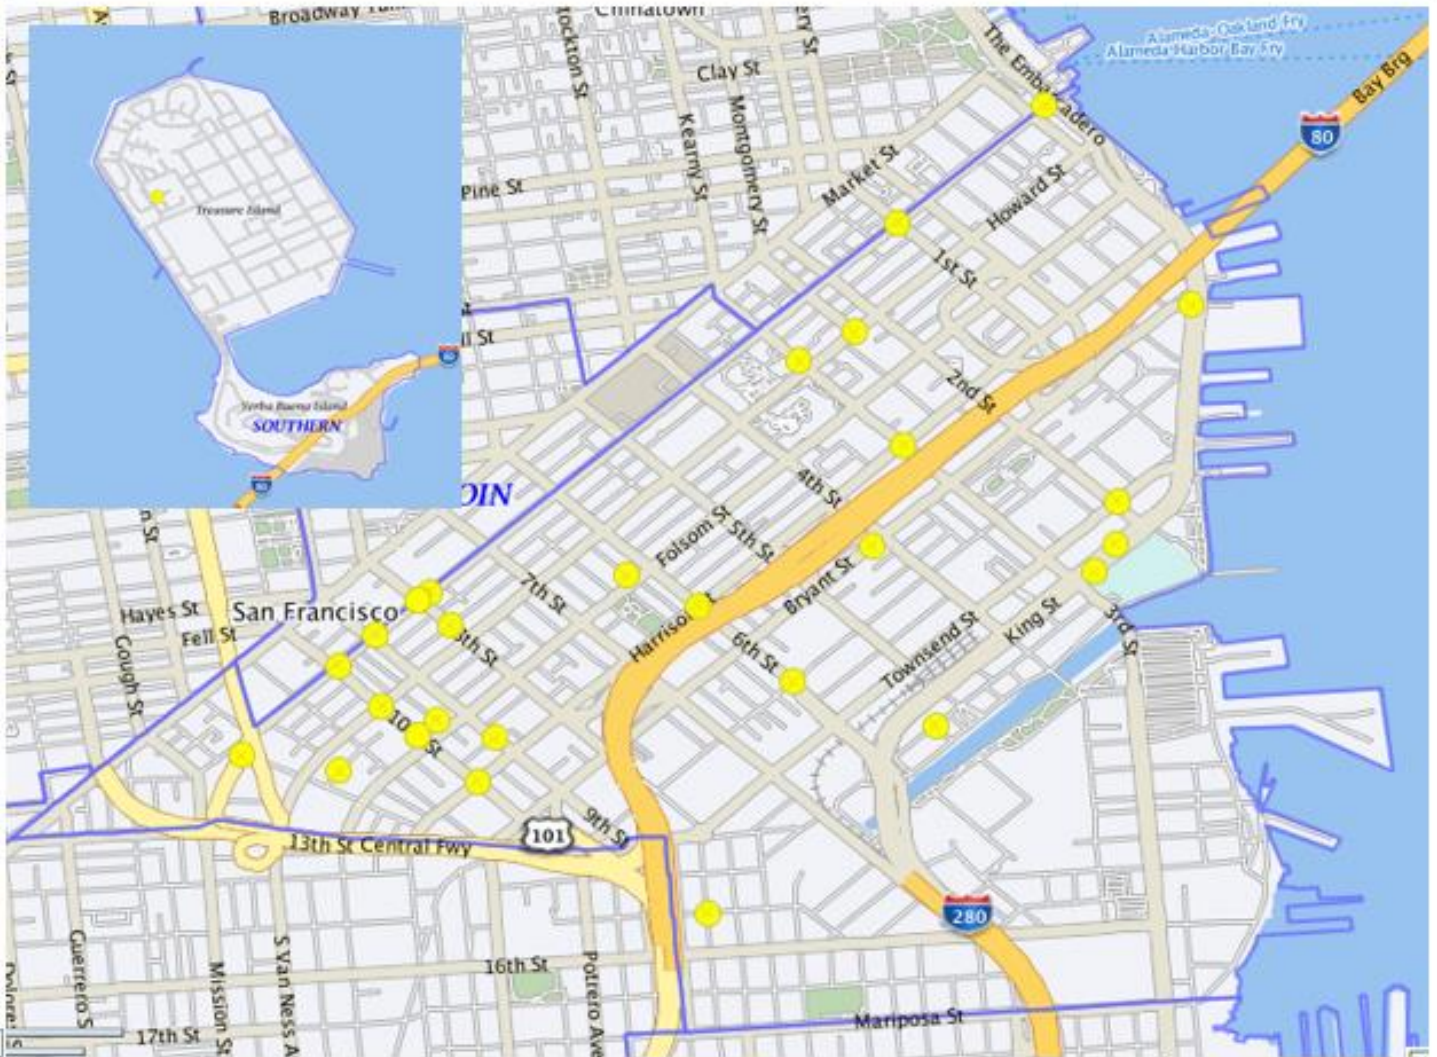 Broadway
Chinatown
The Embarcadero
Alameda-Oakland Fry
Alameda Harbor Bay Fry
Bay Brg
80
Clay St
Kearny St
Montgomery St
Pine St
Market St
Howard St
1st St
Treasure Island
Yerba Buena Island
SOUTHERN
80
80
2nd St
OIN
4th St
Folsom St
5th St
7th St
Bryant St
Hayes St
San Francisco
Fell St
8th St
Harrison St
6th St
Townsend St
King St
3rd St
Gough St
10 St
9th St
101
13th St Central Fwy
280
Guerrero S
Mission St
S Van Ness A
16th St
Potrero Ave
17th St
Mariposa St